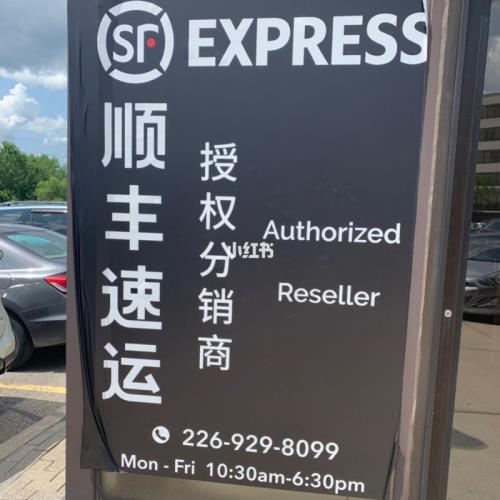 SF EXPRESS
顺丰速运
授权分销商
Authorized
Reseller
小红书
226-929-8099
Mon - Fri 10:30am-6:30pm